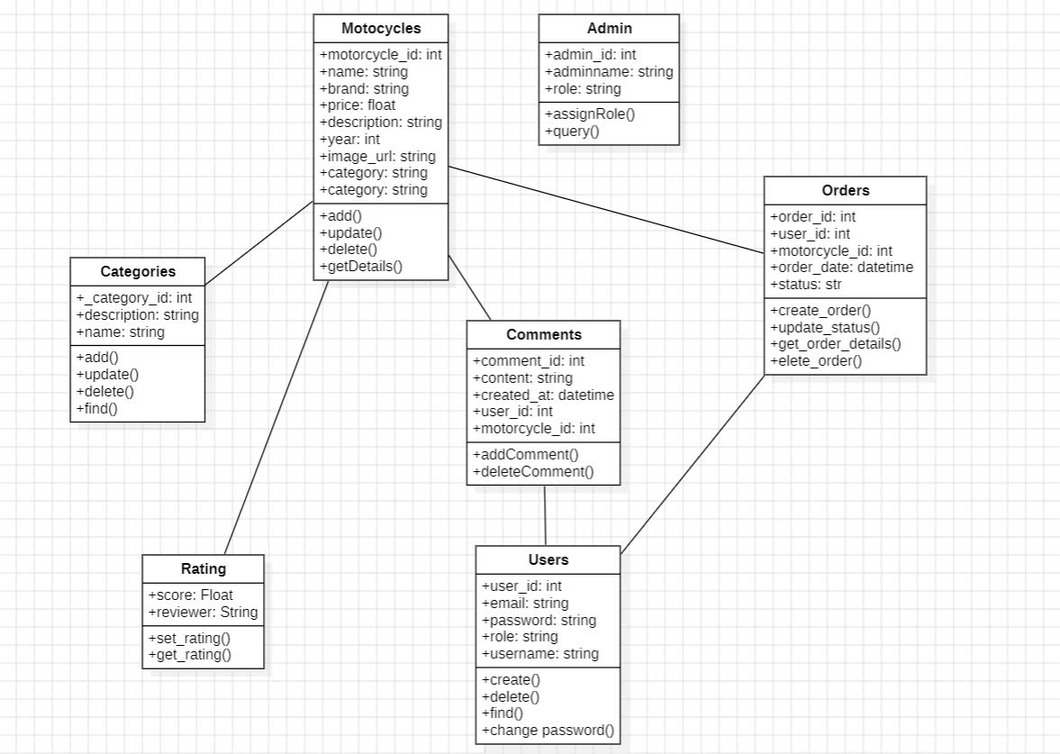 Motocycles
+motorcycle_id: int
+name: string
+brand: string
+price: float
+description: string
+year: int
+image_url: string
+category: string
+category: string
+add()
+update()
+delete()
+getDetails()
Admin
+admin_id: int
+adminname: string
+role: string
+assignRole()
+query()
Orders
+order_id: int
+user_id: int
+motorcycle_id: int
+order_date: datetime
+status: str
+create_order()
+update_status()
+get_order_details()
+elete_order()
Categories
+_category_id: int
+description: string
+name: string
+add()
+update()
+delete()
+find()
Comments
+comment_id: int
+content: string
+created_at: datetime
+user_id: int
+motorcycle_id: int
+addComment()
+deleteComment()
Rating
+score: Float
+reviewer: String
+set_rating()
+get_rating()
Users
+user_id: int
+email: string
+password: string
+role: string
+username: string
+create()
+delete()
+find()
+change password()